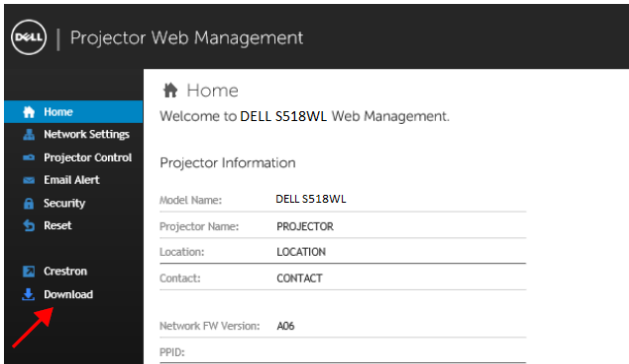 DELL | Projector Web Management
Home
Network Settings
Projector Control
Email Alert
Security
Reset
Crestron
Download
Home
Welcome to DELL S518WL Web Management.
Projector Information
Model Name: DELL S518WL
Projector Name: PROJECTOR
Location: LOCATION
Contact: CONTACT
Network FW Version: A06
PPID: